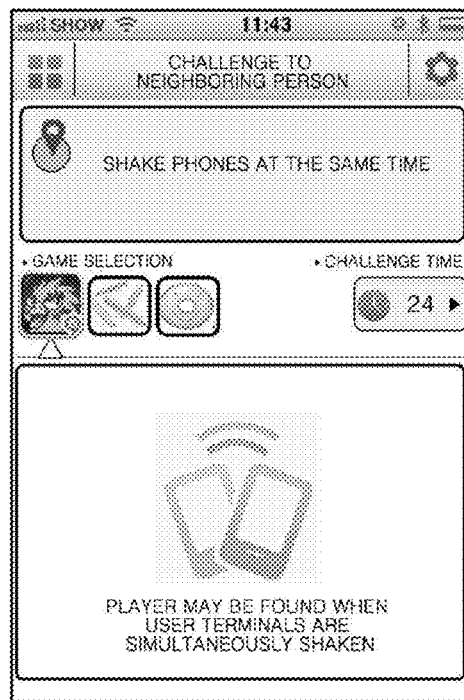 SHOW 11:43
CHALLENGE TO
NEIGHBORING PERSON
SHAKE PHONES AT THE SAME TIME
GAME SELECTION
CHALLENGE TIME
24
PLAYER MAY BE FOUND WHEN
USER TERMINALS ARE
SIMULTANEOUSLY SHAKEN